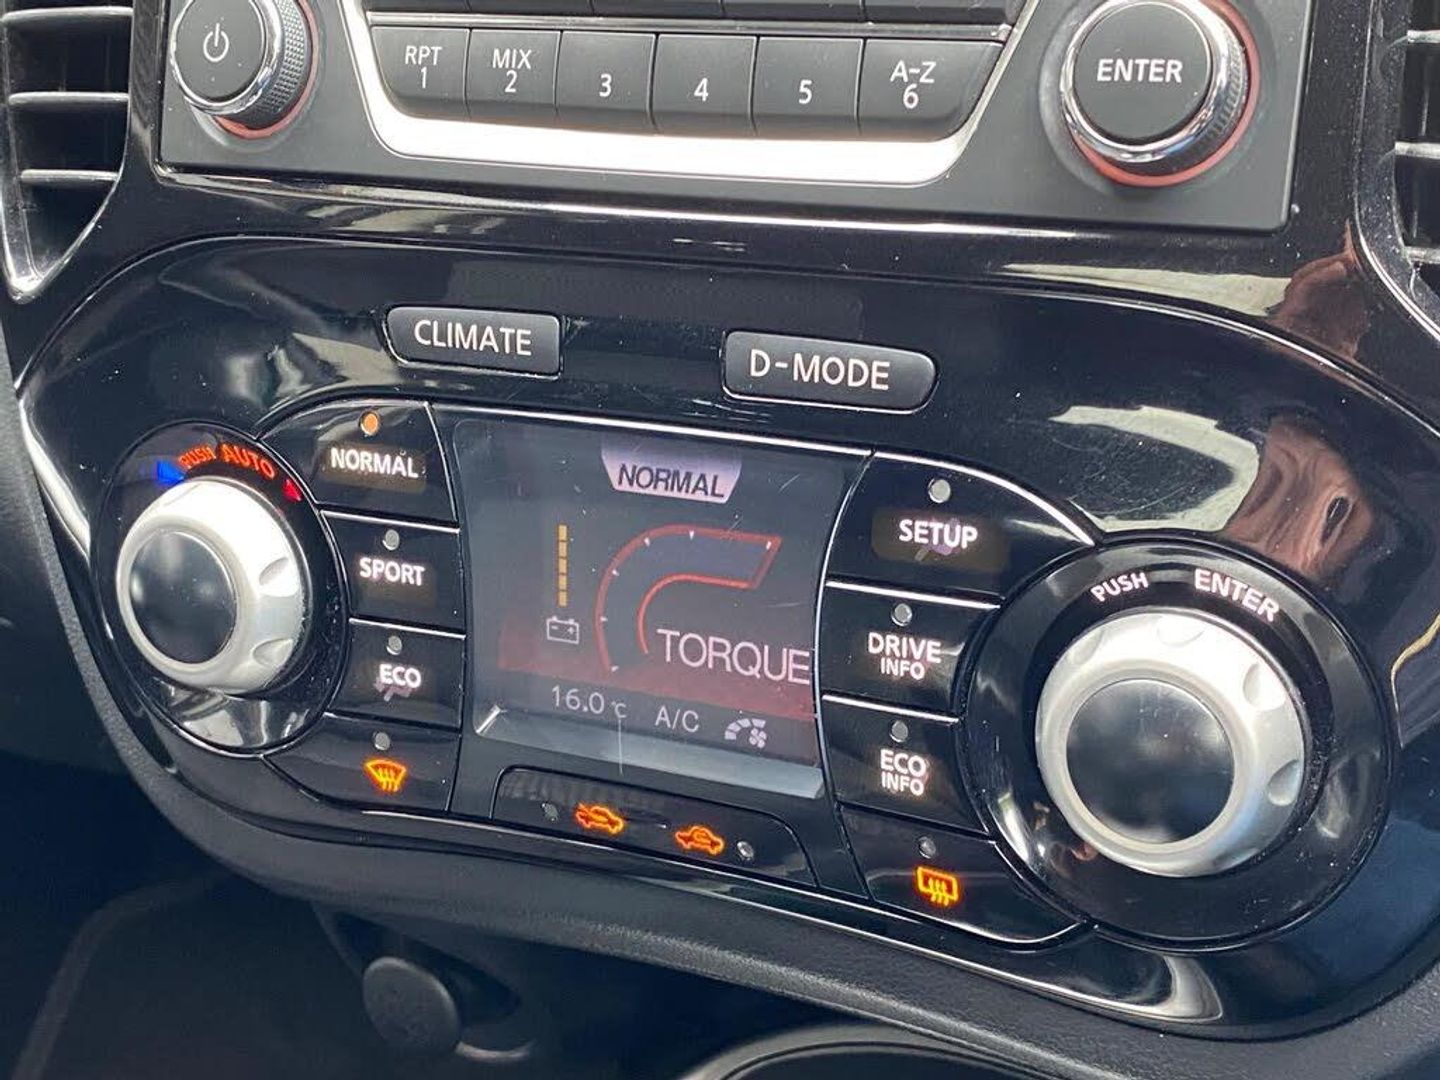 RPT
1
MIX
2
3
4
5
A-Z
6
ENTER
CLIMATE
D-MODE
PUSH AUTO
NORMAL
SPORT
ECO
NORMAL
TORQUE
16.0 °C A/C
SETUP
DRIVE
INFO
ECO
INFO
PUSH ENTER